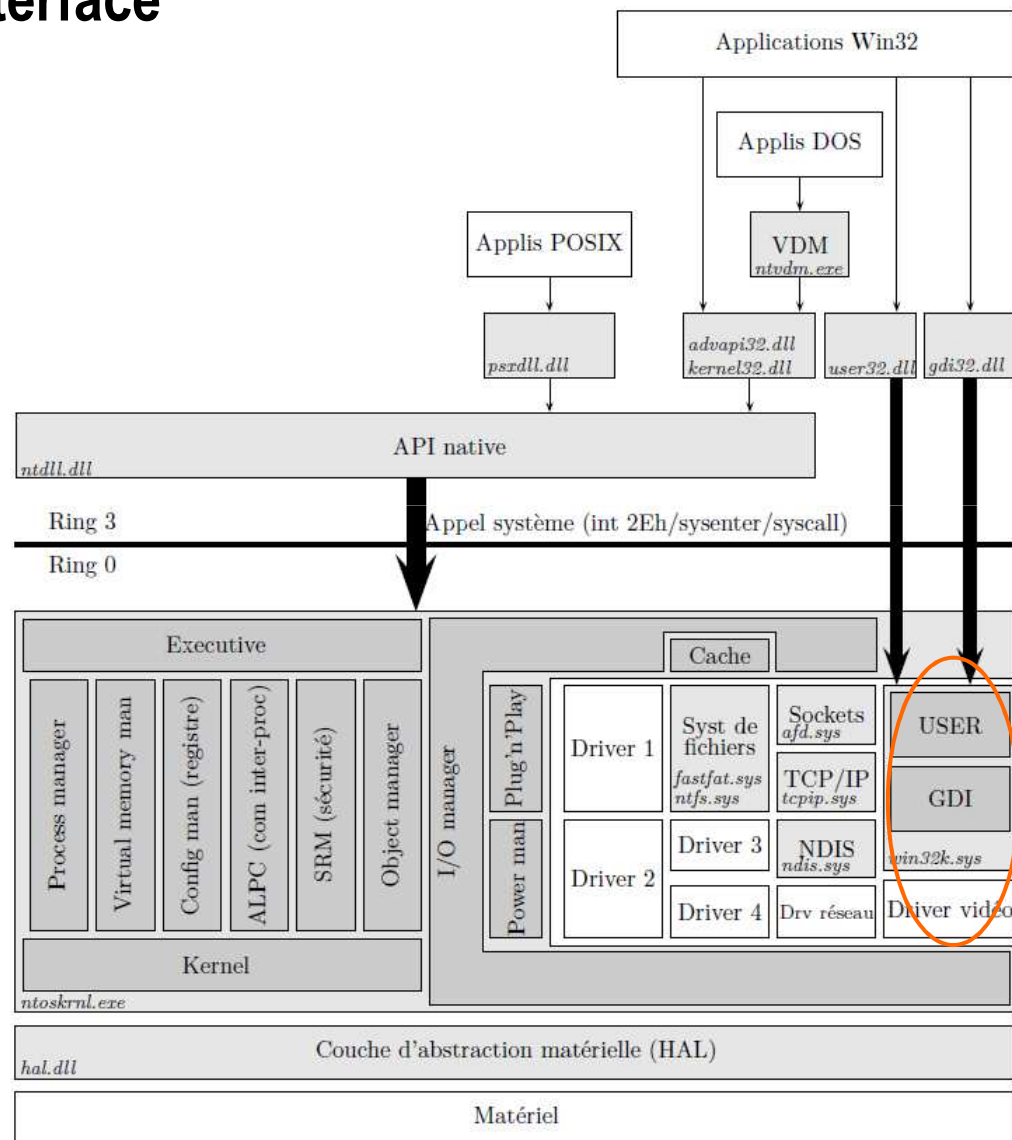 terface
Applications Win32
Applis DOS
Applis POSIX
VDM
ntvdm.exe
psxdll.dll
advapi32.dll
kernel32.dll
user32.dll
gdi32.dll
API native
ntdll.dll
Ring 3
Appel système (int 2Eh/sysenter/syscall)
Ring 0
Executive
Process manager
Virtual memory man
Config man (registre)
ALPC (com inter-proc)
SRM (sécurité)
Object manager
Kernel
ntoskrnl.exe
I/O manager
Cache
Plug'n'Play
Power man
Driver 1
Driver 2
Syst de
fichiers
fastfat.sys
ntfs.sys
Driver 3
Driver 4
Sockets
afd.sys
TCP/IP
tcpip.sys
NDIS
ndis.sys
Drv réseau
USER
GDI
win32k.sys
Driver vidéo
Couche d'abstraction matérielle (HAL)
hal.dll
Matériel